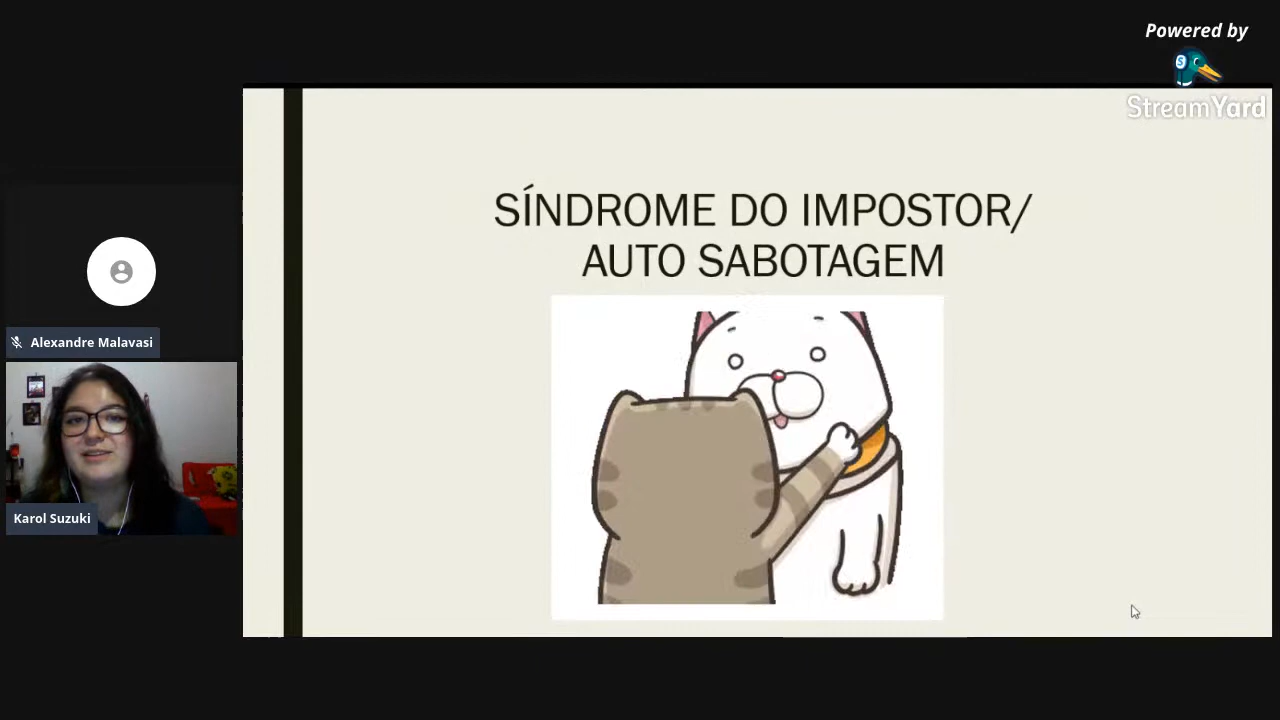 Powered by
S
StreamYard
SÍNDROME DO IMPOSTOR/
AUTO SABOTAGEM
Alexandre Malavasi
Karol Suzuki